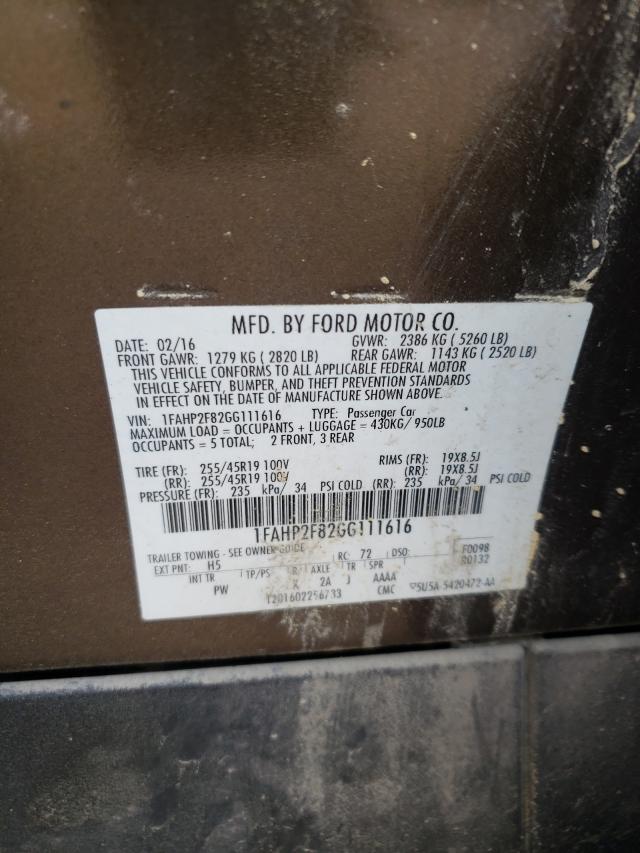 MFD. BY FORD MOTOR CO.
DATE: 02/16 GVWR: 2386 KG ( 5260 LB)
FRONT GAWR: 1279 KG ( 2820 LB) REAR GAWR: 1143 KG ( 2520 LB)
THIS VEHICLE CONFORMS TO ALL APPLICABLE FEDERAL MOTOR
VEHICLE SAFETY, BUMPER, AND THEFT PREVENTION STANDARDS
IN EFFECT ON THE DATE OF MANUFACTURE SHOWN ABOVE.
VIN: 1FAHP2F82GG111616 TYPE: Passenger Car
MAXIMUM LOAD = OCCUPANTS + LUGGAGE = 430KG/ 950LB
OCCUPANTS = 5 TOTAL; 2 FRONT, 3 REAR
TIRE (FR): 255/45R19 100V RIMS (FR): 19X8.5J
(RR): 255/45R19 100V (RR): 19X8.5J
PRESSURE (FR): 235 kPa/ 34 PSI COLD (RR): 235 kPa/ 34 PSI COLD
1FAHP2F82GG111616
TRAILER TOWING - SEE OWNER GUIDE F0098
EXT PNT: H5 RC: 72 DSO: R0132
INT TR TP/PS R AXLE TR SPR
PW 2A J AAAA
T201602256733 CMC 5U5A-5420472-AA